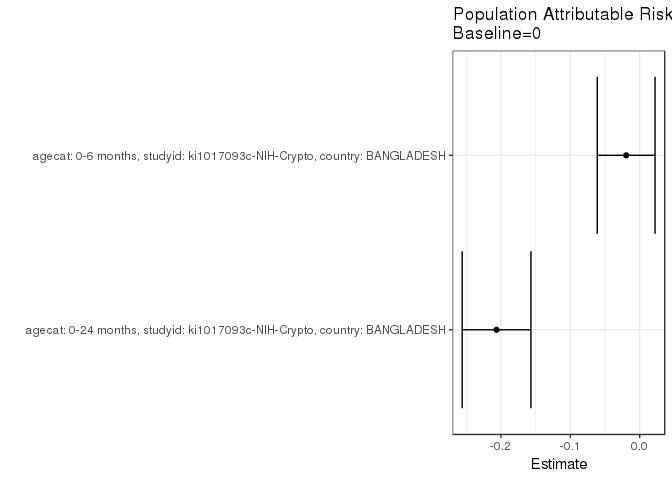 Population Attributable Risk
Baseline=0
agecat: 0-6 months, studyid: ki1017093c-NIH-Crypto, country: BANGLADESH
agecat: 0-24 months, studyid: ki1017093c-NIH-Crypto, country: BANGLADESH
-0.2 -0.1 0.0
Estimate